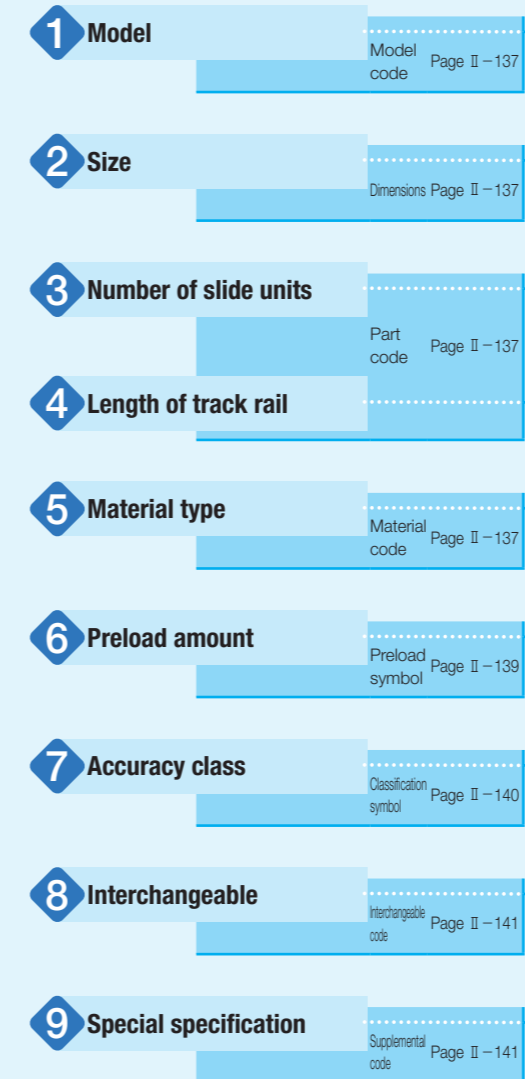 1 Model
Model code Page Ⅱ－137
2 Size
Dimensions Page Ⅱ－137
3 Number of slide units
Part code Page Ⅱ－137
4 Length of track rail
5 Material type
Material code Page Ⅱ－137
6 Preload amount
Preload symbol Page Ⅱ－139
7 Accuracy class
Classification symbol Page Ⅱ－140
8 Interchangeable
Interchangeable code Page Ⅱ－141
9 Special specification
Supplemental code Page Ⅱ－141